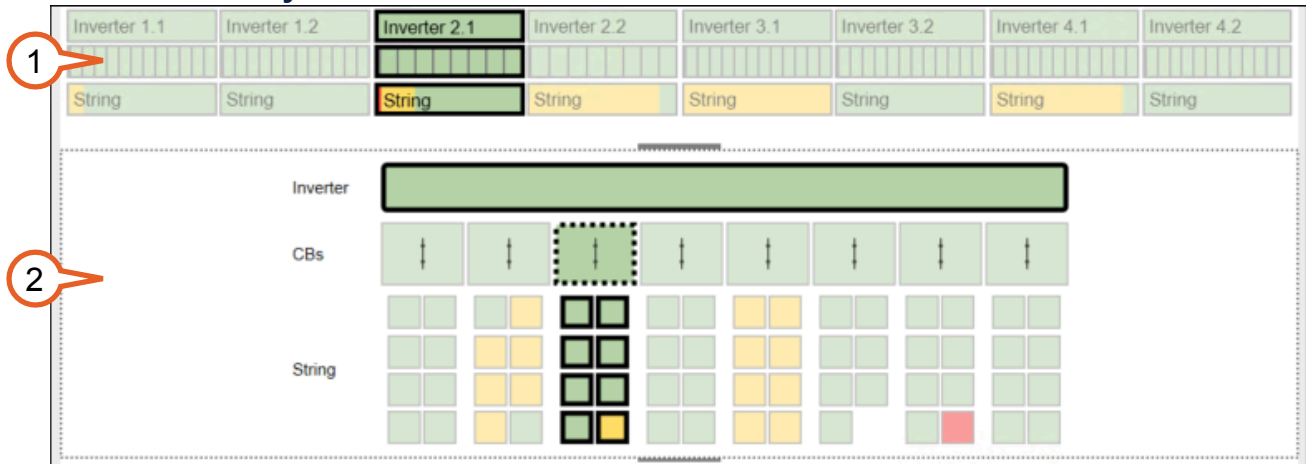 Inverter 1.1 Inverter 1.2 Inverter 2.1 Inverter 2.2 Inverter 3.1 Inverter 3.2 Inverter 4.1 Inverter 4.2
1
String String String String String String String String
Inverter
CBs
2
String